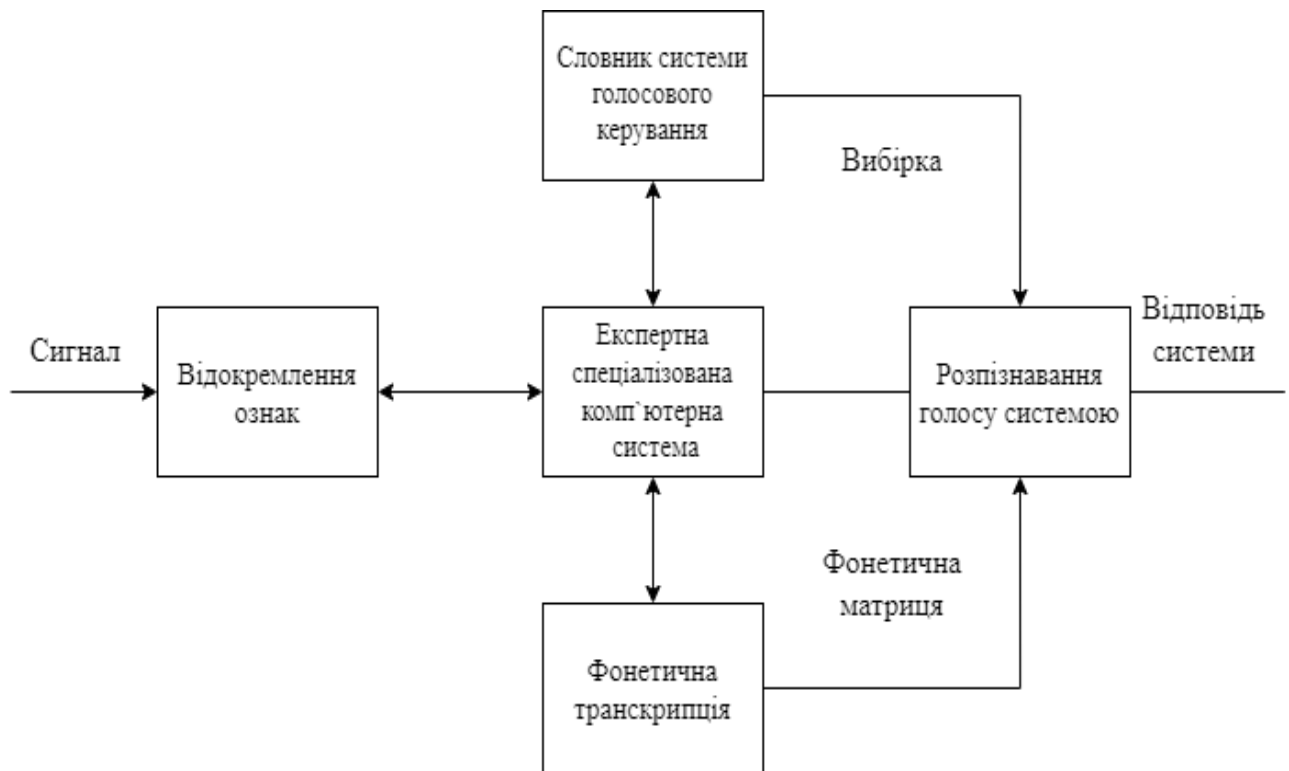 Словник системи
голосового
керування
Вибірка
Сигнал
Відокремлення
ознак
Експертна
спеціалізована
комп`ютерна
система
Розпізнавання
голосу системою
Відповідь
системи
Фонетична
матриця
Фонетична
транскрипція